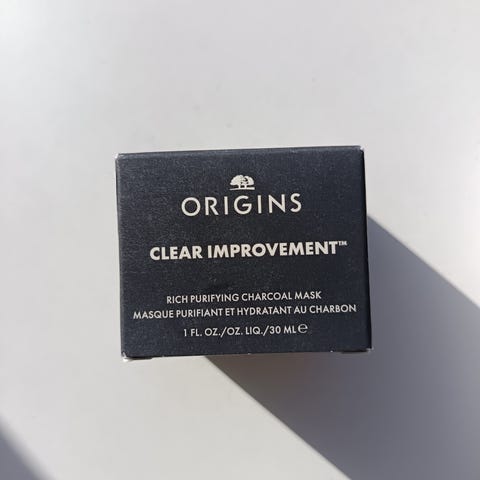 ORIGINS
CLEAR IMPROVEMENT™
RICH PURIFYING CHARCOAL MASK
MASQUE PURIFIANT ET HYDRATANT AU CHARBON
1 FL. OZ./OZ. LIQ./30 ML ℮